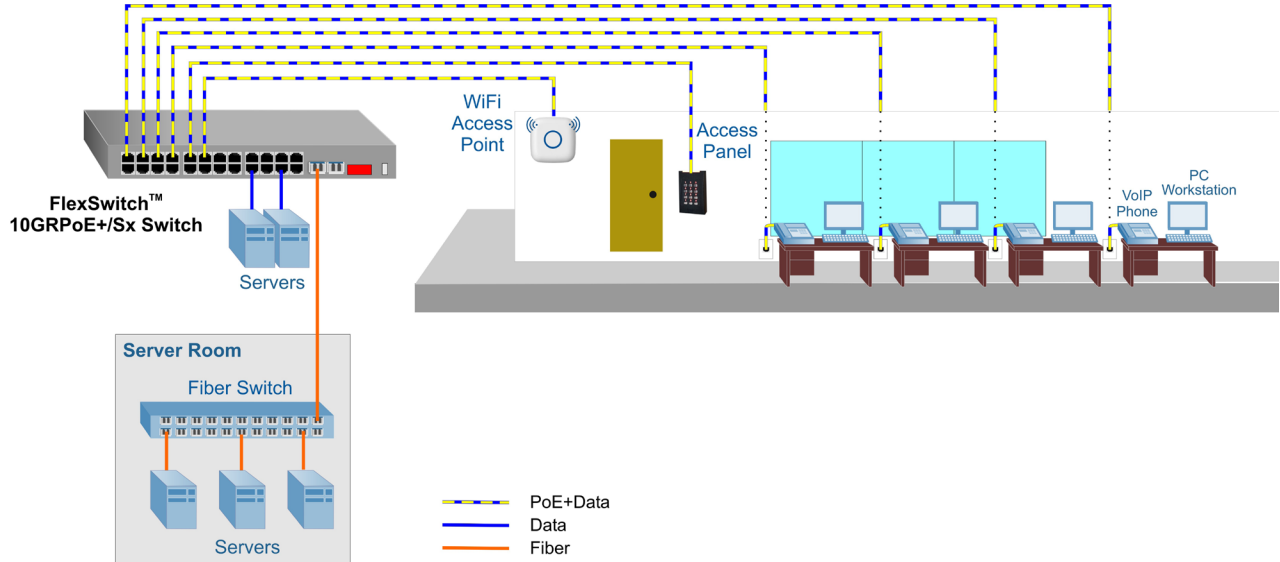 WiFi
Access
Point
Access
Panel
PC
Workstation
VoIP
Phone
FlexSwitch™
10GRPoE+/Sx Switch
Servers
Server Room
Fiber Switch
Servers
PoE+Data
Data
Fiber